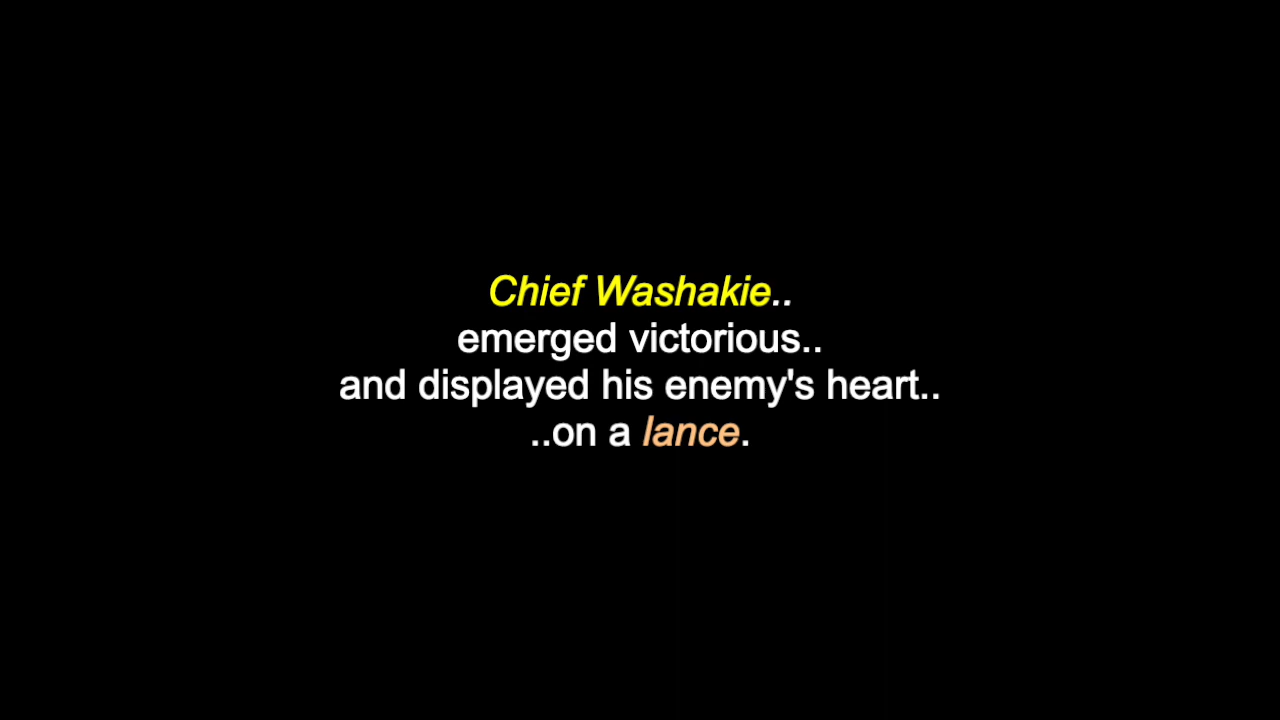 Chief Washakie..
emerged victorious..
and displayed his enemy's heart..
..on a lance.